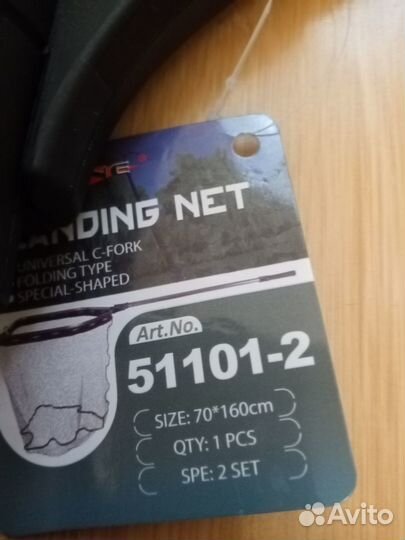 LANDING NET
UNIVERSAL C-FORK
FOLDING TYPE
SPECIAL-SHAPED
Art.No.
51101-2
SIZE: 70*160cm
QTY: 1 PCS
SPE: 2 SET
Avito